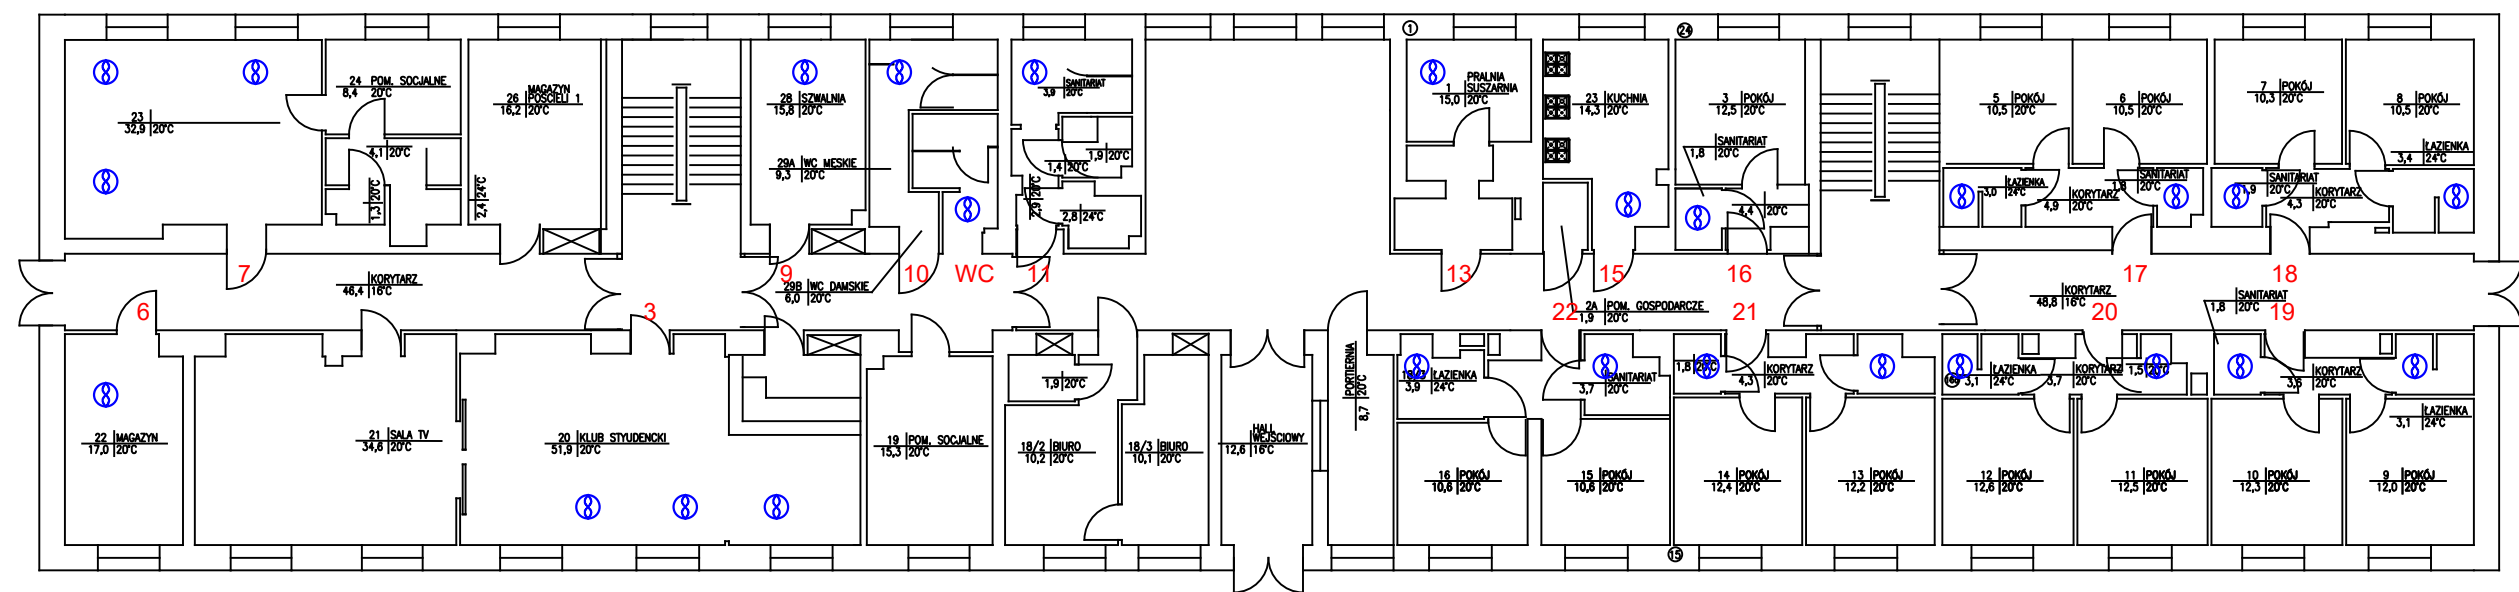 1
24
24 POM. SOCJALNE
8,4 20°C
23
32,9 20°C
4,1 20°C
1,3 20°C
MAGAZYN
26 POŚCIELI 1
16,2 20°C
2,4 24°C
28 SZWALNIA
15,8 20°C
29A WC MĘSKIE
9,3 20°C
SANITARIAT
3,9 20°C
1,9 20°C
1,4 20°C
2,9 20°C
2,8 24°C
PRALNIA
1 SUSZARNIA
15,0 20°C
23 KUCHNIA
14,3 20°C
3 POKÓJ
12,5 20°C
SANITARIAT
1,8 20°C
4,4 20°C
5 POKÓJ
10,5 20°C
6 POKÓJ
10,5 20°C
7 POKÓJ
10,3 20°C
8 POKÓJ
10,5 20°C
ŁAZIENKA
3,4 24°C
ŁAZIENKA
3,0 24°C
KORYTARZ
4,9 20°C
SANITARIAT
1,8 20°C
SANITARIAT
1,9 20°C
KORYTARZ
4,3 20°C
7
9
10
WC
11
13
15
16
17
18
KORYTARZ
46,4 16°C
29B WC DAMSKIE
6,0 20°C
2A POM. GOSPODARCZE
1,9 20°C
KORYTARZ
48,8 16°C
SANITARIAT
1,8 20°C
6
3
22
21
20
19
1,9 20°C
PORTIERNIA
8,7 20°C
ŁAZIENKA
3,9 24°C
SANITARIAT
3,7 20°C
1,8 20°C
KORYTARZ
4,3 20°C
ŁAZIENKA
3,1 24°C
KORYTARZ
3,7 20°C
1,5 20°C
KORYTARZ
3,6 20°C
ŁAZIENKA
3,1 24°C
22 MAGAZYN
17,0 20°C
21 SALA TV
34,6 20°C
20 KLUB STYUDENCKI
51,9 20°C
19 POM. SOCJALNE
15,3 20°C
18/2 BIURO
10,2 20°C
18/3 BIURO
10,1 20°C
HALL
WEJŚCIOWY
12,6 16°C
16 POKÓJ
10,6 20°C
15 POKÓJ
10,6 20°C
14 POKÓJ
12,4 20°C
13 POKÓJ
12,2 20°C
12 POKÓJ
12,6 20°C
11 POKÓJ
12,5 20°C
10 POKÓJ
12,3 20°C
9 POKÓJ
12,0 20°C
15